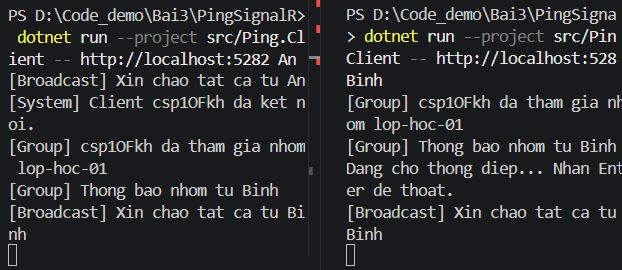 PS D:\Code_demo\Bai3\PingSignalR>
dotnet run --project src/Ping.Cl
ient -- http://localhost:5282 An
[Broadcast] Xin chao tat ca tu An
[System] Client csp1OFkh da ket n
oi.
[Group] csp1OFkh da tham gia nhom
lop-hoc-01
[Group] Thong bao nhom tu Binh
[Broadcast] Xin chao tat ca tu Bi
nh
PS D:\Code_demo\Bai3\PingSigna
> dotnet run --project src/Pin
Client -- http://localhost:528
Binh
[Group] csp1OFkh da tham gia nh
om lop-hoc-01
[Group] Thong bao nhom tu Binh
Dang cho thong diep... Nhan Ent
er de thoat.
[Broadcast] Xin chao tat ca tu
Binh